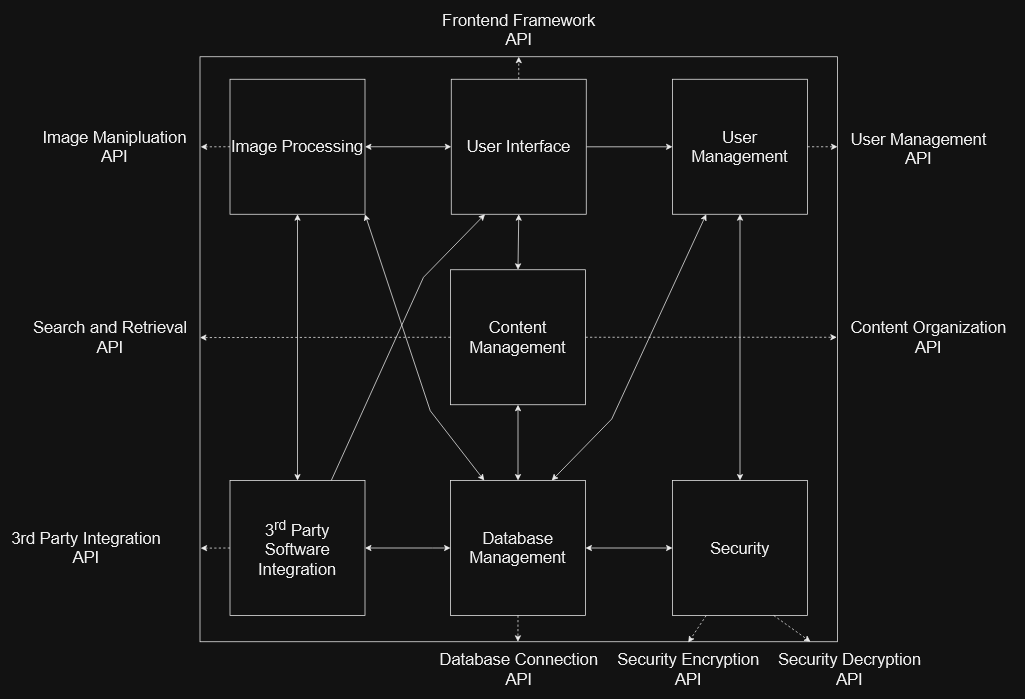 Frontend Framework
API
Image Manipluation
API
Image Processing
User Interface
User
Management
User Management
API
Search and Retrieval
API
Content
Management
Content Organization
API
3rd Party Integration
API
3rd Party
Software
Integration
Database
Management
Security
Database Connection
API
Security Encryption
API
Security Decryption
API